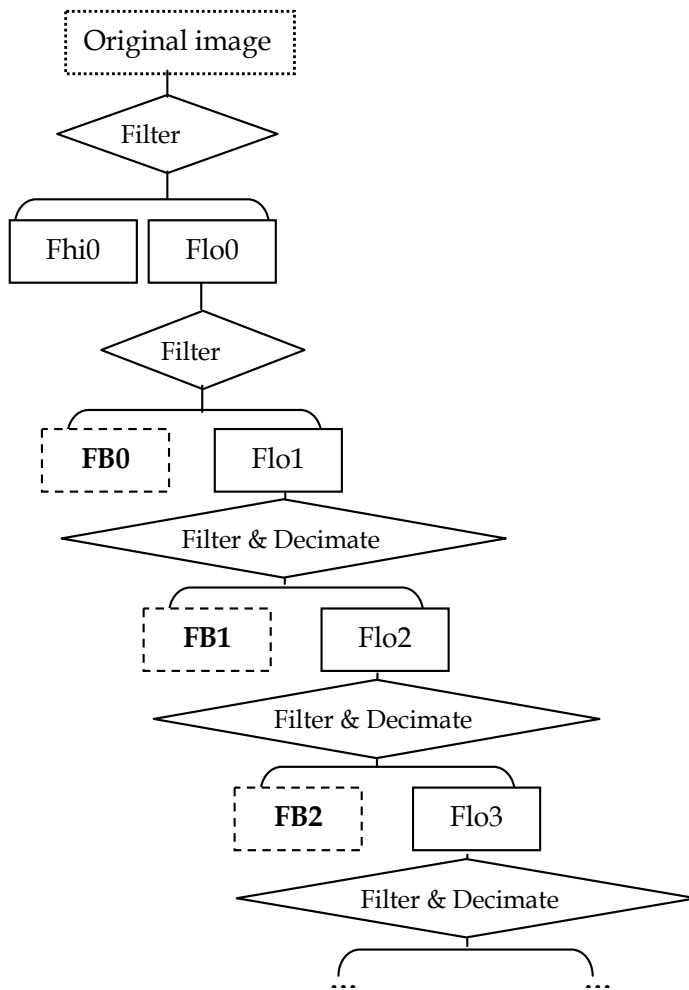 Original image
Filter
Fhi0
Flo0
Filter
FB0
Flo1
Filter & Decimate
FB1
Flo2
Filter & Decimate
FB2
Flo3
Filter & Decimate
...
...